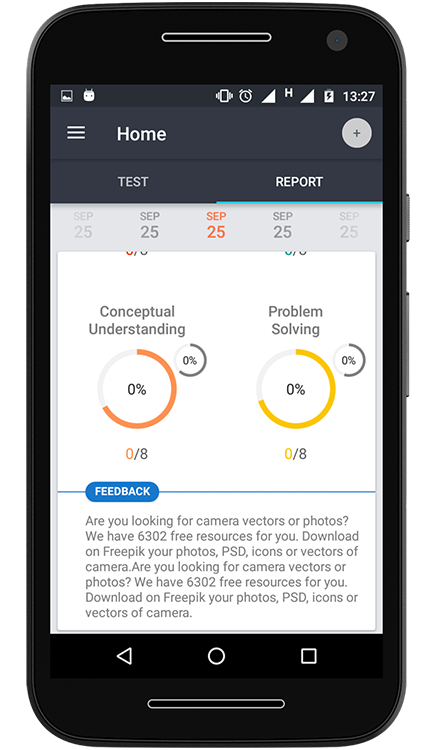 H 13:27
Home +
TEST REPORT
SEP SEP SEP SEP SEP
25 25 25 25 25
0/8 0/8
Conceptual Problem
Understanding Solving
0% 0%
0% 0%
0/8 0/8
FEEDBACK
Are you looking for camera vectors or photos?
We have 6302 free resources for you. Download
on Freepik your photos, PSD, icons or vectors of
camera.Are you looking for camera vectors or
photos? We have 6302 free resources for you.
Download on Freepik your photos, PSD, icons or
vectors of camera.